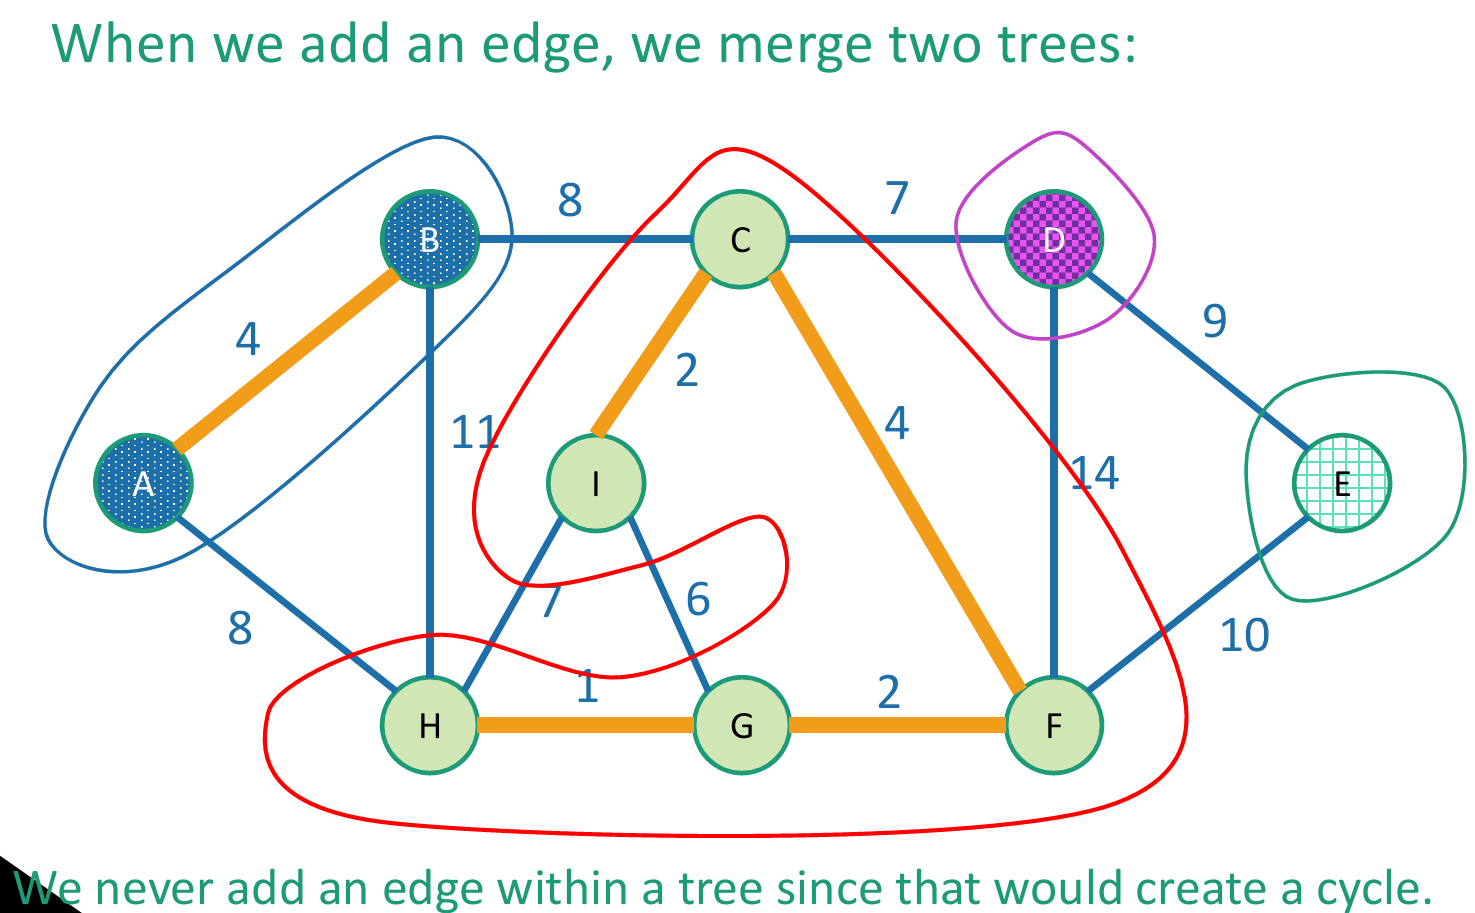 When we add an edge, we merge two trees:
8
7
B
C
D
9
4
2
4
11
14
A
I
E
7
6
8
10
1
2
H
G
F
We never add an edge within a tree since that would create a cycle.